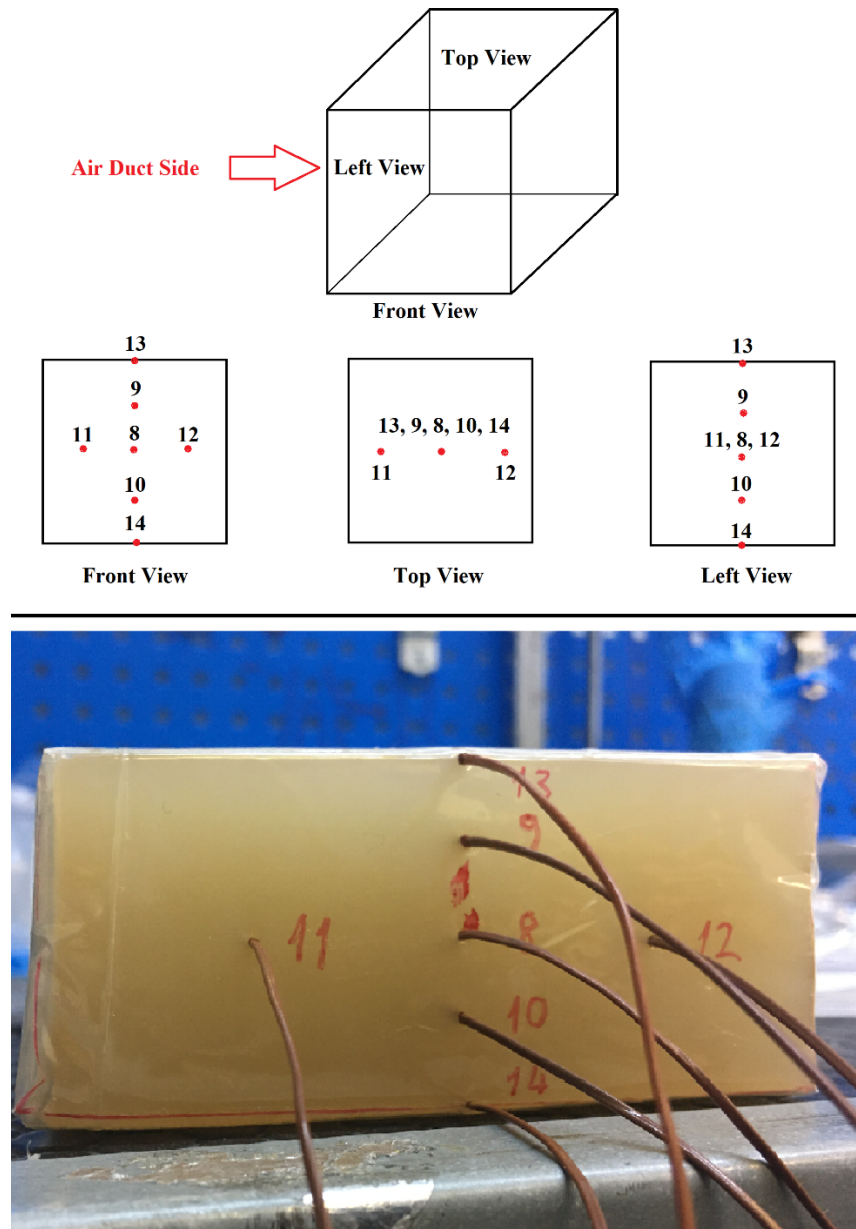 Top View
Air Duct Side
Left View
Front View
13
9
11 8 12
10
14
Front View
13, 9, 8, 10, 14
11 12
Top View
13
9
11, 8, 12
10
14
Left View
13
9
11 8 12
10
14